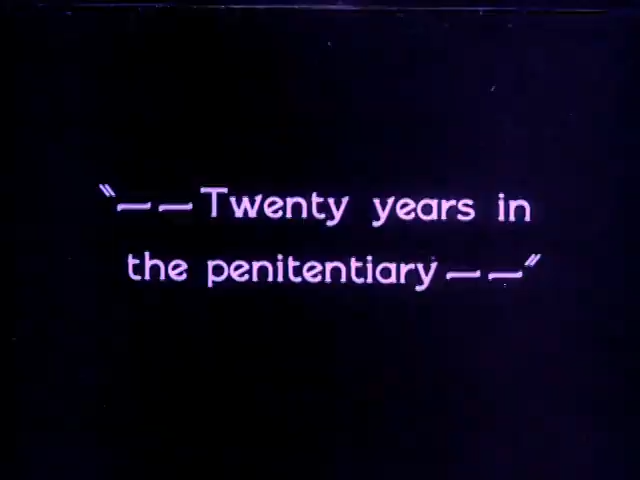 "——Twenty years in
the penitentiary——"